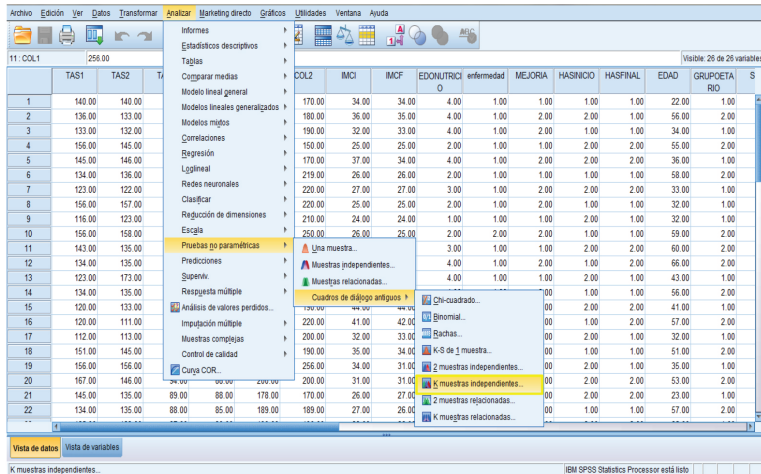 Archivo Edición Ver Datos Transformar Analizar Marketing directo Gráficos Utilidades Ventana Ayuda
11 : COL1 256.00 Visible: 26 de 26 variables
TAS1 TAS2 COL2 IMCI IMCF EDONUTRICI enfermedad MEJORIA HASINICIO HASFINAL EDAD GRUPOETA S
O RIO
1 140.00 140.00 170.00 34.00 34.00 4.00 1.00 1.00 1.00 1.00 22.00 1.00
2 136.00 133.00 180.00 36.00 35.00 4.00 1.00 2.00 2.00 1.00 56.00 2.00
3 133.00 132.00 190.00 32.00 33.00 4.00 1.00 1.00 1.00 1.00 34.00 1.00
4 156.00 145.00 150.00 25.00 25.00 2.00 1.00 1.00 2.00 2.00 55.00 2.00
5 145.00 146.00 170.00 37.00 34.00 4.00 1.00 2.00 2.00 2.00 36.00 1.00
6 134.00 136.00 219.00 26.00 26.00 2.00 1.00 1.00 1.00 1.00 58.00 2.00
7 123.00 122.00 220.00 27.00 27.00 3.00 1.00 2.00 2.00 2.00 33.00 1.00
8 156.00 157.00 220.00 25.00 25.00 2.00 1.00 2.00 1.00 2.00 32.00 1.00
9 116.00 123.00 210.00 24.00 24.00 1.00 1.00 2.00 1.00 2.00 32.00 1.00
10 156.00 158.00 250.00 26.00 25.00 2.00 2.00 2.00 1.00 2.00 59.00 2.00
11 143.00 135.00 3.00 1.00 1.00 2.00 2.00 60.00 2.00
12 134.00 135.00 4.00 1.00 1.00 2.00 2.00 66.00 2.00
13 123.00 173.00 4.00 1.00 1.00 1.00 2.00 43.00 1.00
14 134.00 135.00 1.00 2.00 56.00 2.00
15 120.00 133.00 1.00 2.00 41.00 1.00
16 120.00 111.00 220.00 41.00 42.00 1.00 2.00 57.00 2.00
17 112.00 113.00 200.00 32.00 33.00 1.00 2.00 32.00 1.00
18 151.00 145.00 190.00 35.00 34.00 1.00 2.00 51.00 2.00
19 156.00 156.00 256.00 34.00 31.00 1.00 2.00 35.00 1.00
20 167.00 146.00 200.00 31.00 31.00 2.00 2.00 53.00 2.00
21 145.00 135.00 89.00 88.00 178.00 170.00 26.00 27.00 2.00 2.00 23.00 1.00
22 134.00 135.00 88.00 85.00 189.00 189.00 27.00 26.00 1.00 1.00 57.00 2.00
Informes
Estadísticos descriptivos
Tablas
Comparar medias
Modelo lineal general
Modelos lineales generalizados
Modelos mixtos
Correlaciones
Regresión
Loglineal
Redes neuronales
Clasificar
Reducción de dimensiones
Escala
Pruebas no paramétricas
Predicciones
Superviv.
Respuesta múltiple
Análisis de valores perdidos...
Imputación múltiple
Muestras complejas
Control de calidad
Curva COR...
Una muestra...
Muestras independientes...
Muestras relacionadas...
Cuadros de diálogo antiguos
Chi-cuadrado...
Binomial...
Rachas...
K-S de 1 muestra...
2 muestras independientes...
K muestras independientes...
2 muestras relacionadas...
K muestras relacionadas...
Vista de datos Vista de variables
K muestras independientes... IBM SPSS Statistics Processor está listo